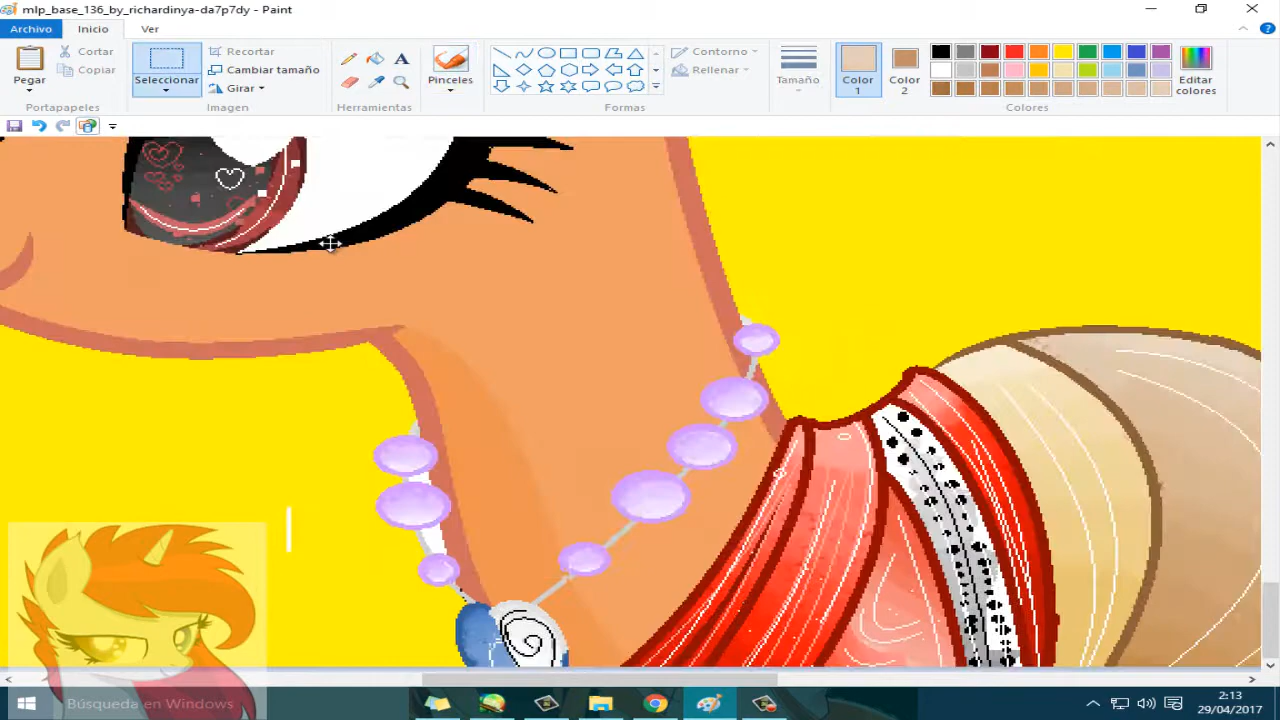 mlp_base_136_by_richardinya-da7p7dy - Paint
Archivo Inicio Ver
Pegar
Cortar
Copiar
Portapapeles
Seleccionar
Recortar
Cambiar tamaño
Girar
Imagen
Herramientas
Pinceles
Formas
Contorno
Rellenar
Tamaño
Color 1
Color 2
Editar colores
Colores
Búsqueda en Windows
2:13
29/04/2017